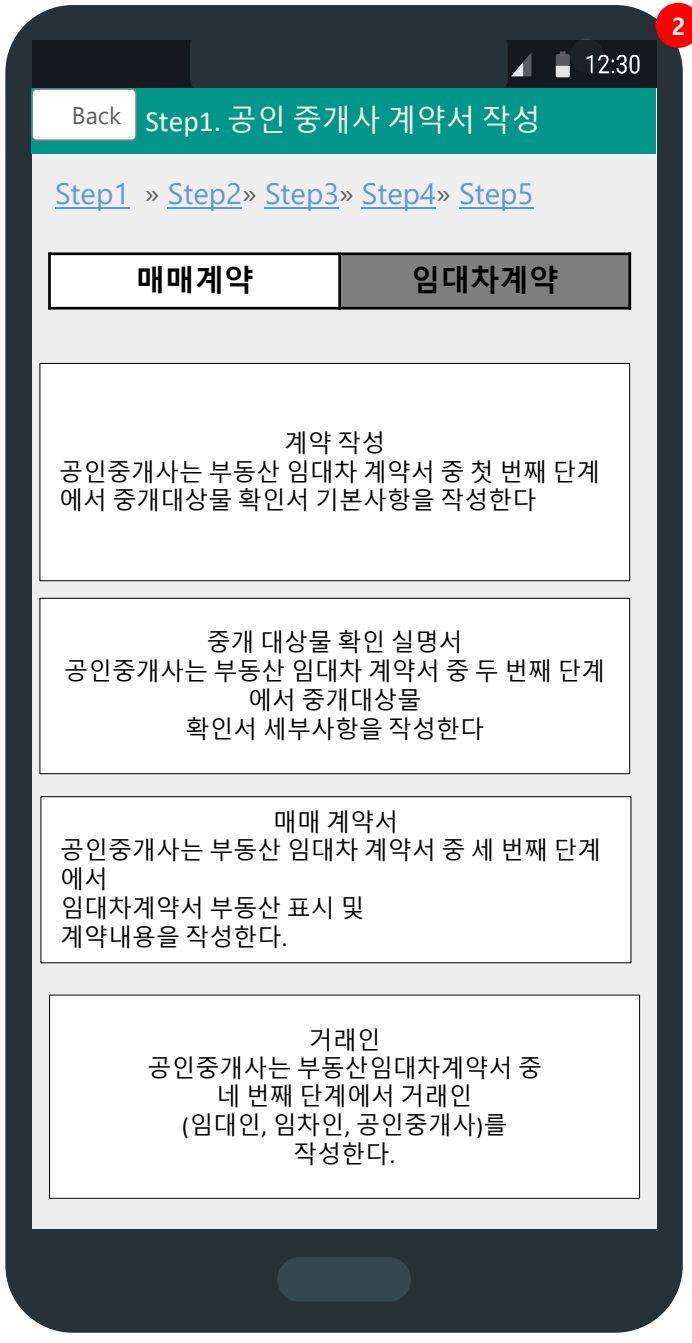 2
12:30
Back
Step1. 공인 중개사 계약서 작성
Step1 » Step2» Step3» Step4» Step5
매매계약 임대차계약
계약 작성
공인중개사는 부동산 임대차 계약서 중 첫 번째 단계
에서 중개대상물 확인서 기본사항을 작성한다
중개 대상물 확인 실명서
공인중개사는 부동산 임대차 계약서 중 두 번째 단계
에서 중개대상물
확인서 세부사항을 작성한다
매매 계약서
공인중개사는 부동산 임대차 계약서 중 세 번째 단계
에서
임대차계약서 부동산 표시 및
계약내용을 작성한다.
거래인
공인중개사는 부동산임대차계약서 중
네 번째 단계에서 거래인
(임대인, 임차인, 공인중개사)를
작성한다.